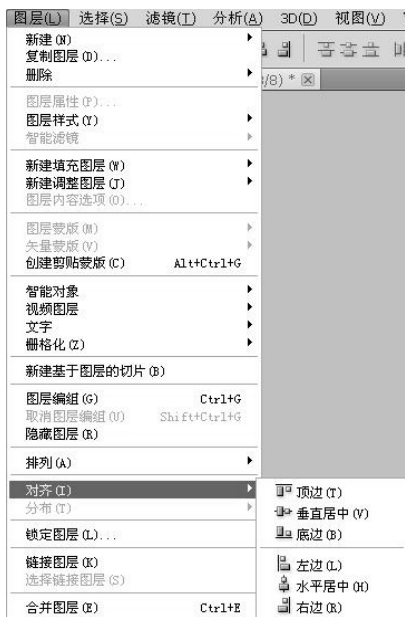 图层(L) 选择(S) 滤镜(T) 分析(A) 3D(D) 视图(V)
/8) *
新建(N)
复制图层(D)...
删除
图层属性(P)...
图层样式(Y)
智能滤镜
新建填充图层(W)
新建调整图层(J)
图层内容选项(O)...
图层蒙版(M)
矢量蒙版(V)
创建剪贴蒙版(C) Alt+Ctrl+G
智能对象
视频图层
文字
栅格化(Z)
新建基于图层的切片(B)
图层编组(G) Ctrl+G
取消图层编组(U) Shift+Ctrl+G
隐藏图层(R)
排列(A)
对齐(I)
分布(T)
锁定图层(L)...
链接图层(K)
选择链接图层(S)
合并图层(E) Ctrl+E
顶边(T)
垂直居中(V)
底边(B)
左边(L)
水平居中(H)
右边(R)